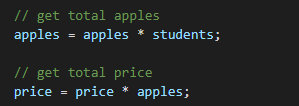 // get total apples
apples = apples * students;
// get total price
price = price * apples;